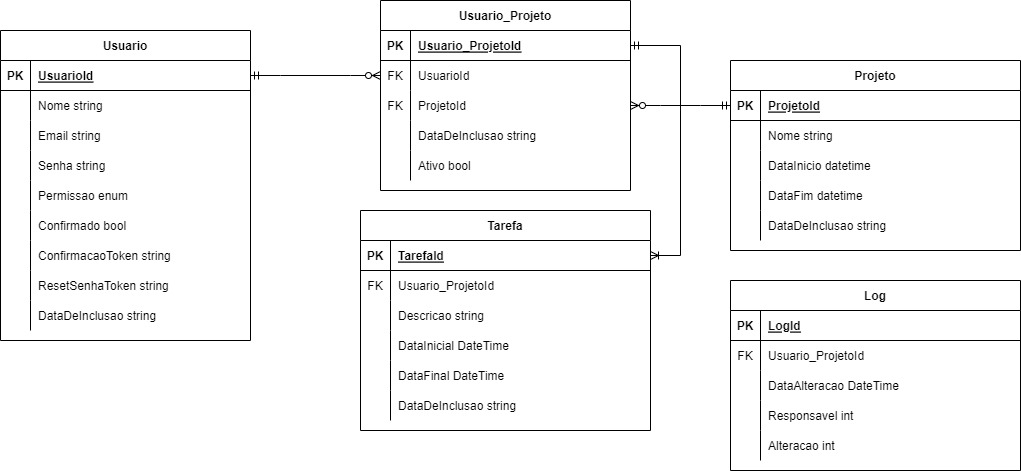 Usuario
PK UsuarioId
Nome string
Email string
Senha string
Permissao enum
Confirmado bool
ConfirmacaoToken string
ResetSenhaToken string
DataDeInclusao string
Usuario_Projeto
PK Usuario_ProjetoId
FK UsuarioId
FK ProjetoId
DataDeInclusao string
Ativo bool
Projeto
PK ProjetoId
Nome string
DataInicio datetime
DataFim datetime
DataDeInclusao string
Tarefa
PK TarefaId
FK Usuario_ProjetoId
Descricao string
DataInicial DateTime
DataFinal DateTime
DataDeInclusao string
Log
PK LogId
FK Usuario_ProjetoId
DataAlteracao DateTime
Responsavel int
Alteracao int